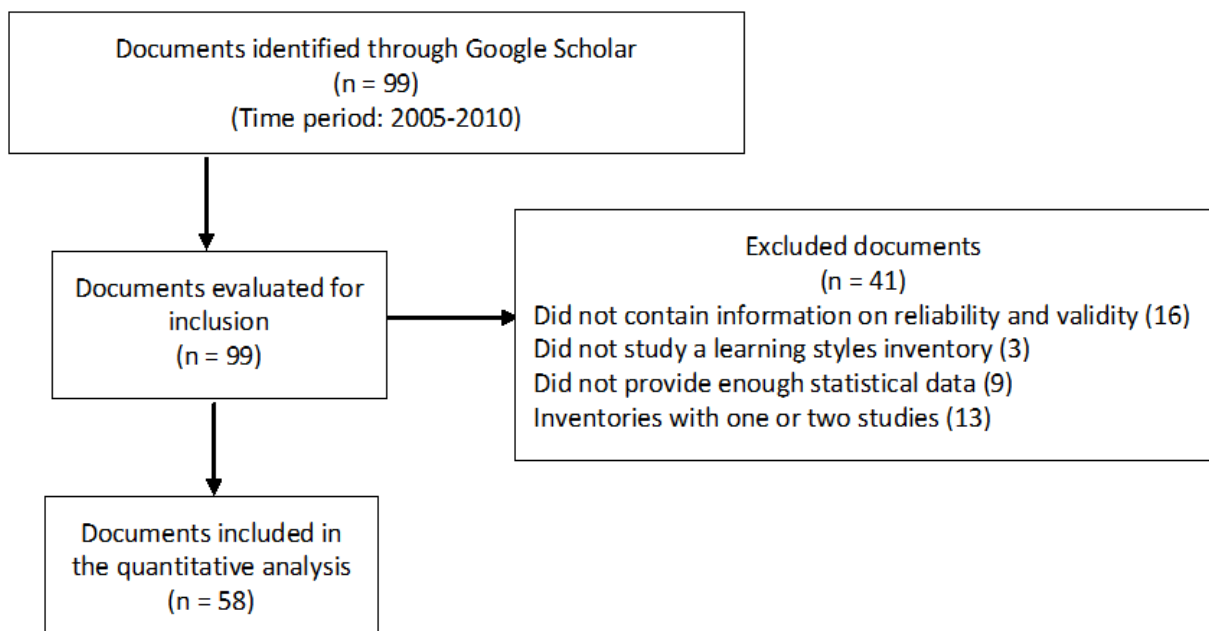 Documents identified through Google Scholar
(n = 99)
(Time period: 2005-2010)
Documents evaluated for
inclusion
(n = 99)
Excluded documents
(n = 41)
Did not contain information on reliability and validity (16)
Did not study a learning styles inventory (3)
Did not provide enough statistical data (9)
Inventories with one or two studies (13)
Documents included in
the quantitative analysis
(n = 58)